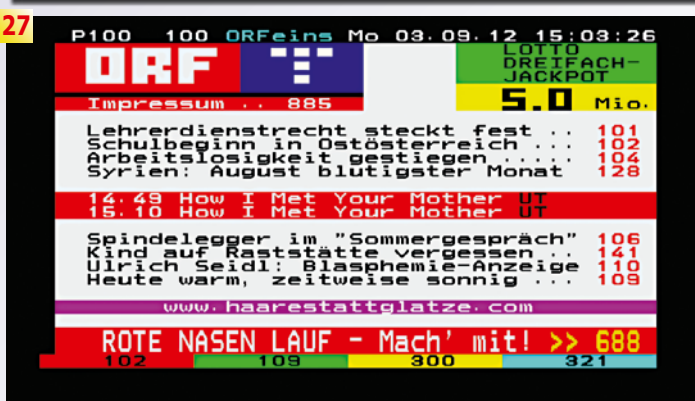 27
P100 100 ORFeins Mo 03.09.12 15:03:26
ORF T
LOTTO
DREIFACH-
JACKPOT
Impressum .. 885
5.0 Mio.
Lehrerdienstrecht steckt fest .. 101
Schulbeginn in Ostösterreich ... 102
Arbeitslosigkeit gestiegen ..... 104
Syrien: August blutigster Monat 128
14.49 How I Met Your Mother UT
15.10 How I Met Your Mother UT
Spindelegger im "Sommergespräch" 106
Kind auf Raststätte vergessen .. 141
Ulrich Seidl: Blasphemie-Anzeige 110
Heute warm, zeitweise sonnig ... 109
www.haarestattglatze.com
ROTE NASEN LAUF - Mach' mit! >> 688
102 109 300 321